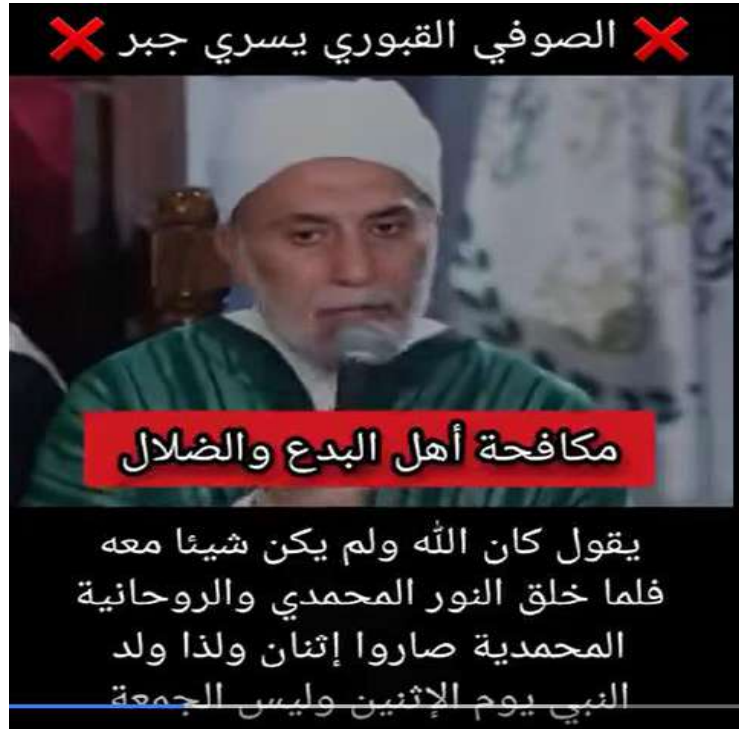 ❌ الصوفي القبوري يسري جبر ❌
مكافحة أهل البدع والضلال
يقول كان الله ولم يكن شيئا معه
فلما خلق النور المحمدي والروحانية
المحمدية صاروا إثنان ولذا ولد
النبي يوم الإثنين وليس الجمعة